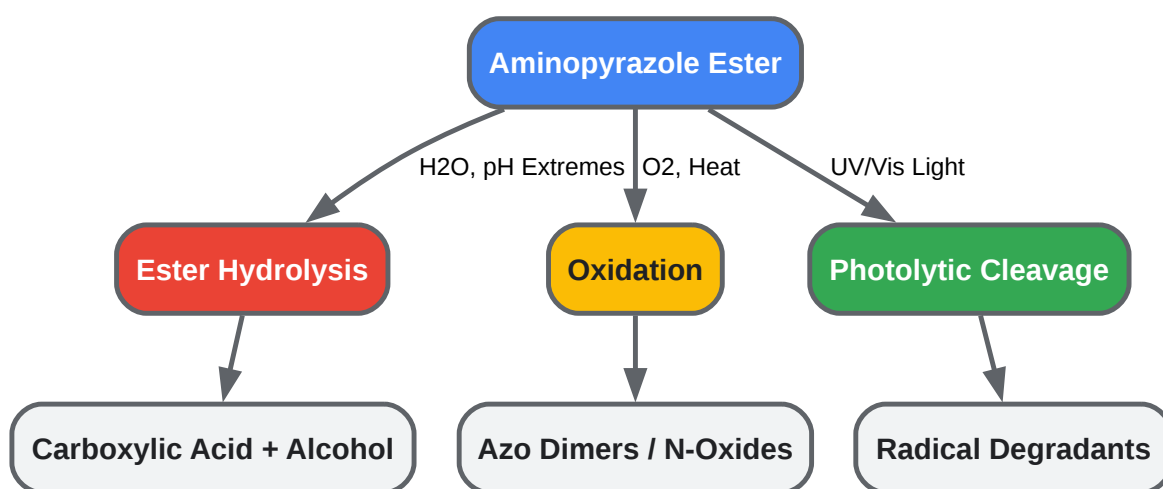 Aminopyrazole Ester
H2O, pH Extremes
O2, Heat
UV/Vis Light
Ester Hydrolysis
Oxidation
Photolytic Cleavage
Carboxylic Acid + Alcohol
Azo Dimers / N-Oxides
Radical Degradants